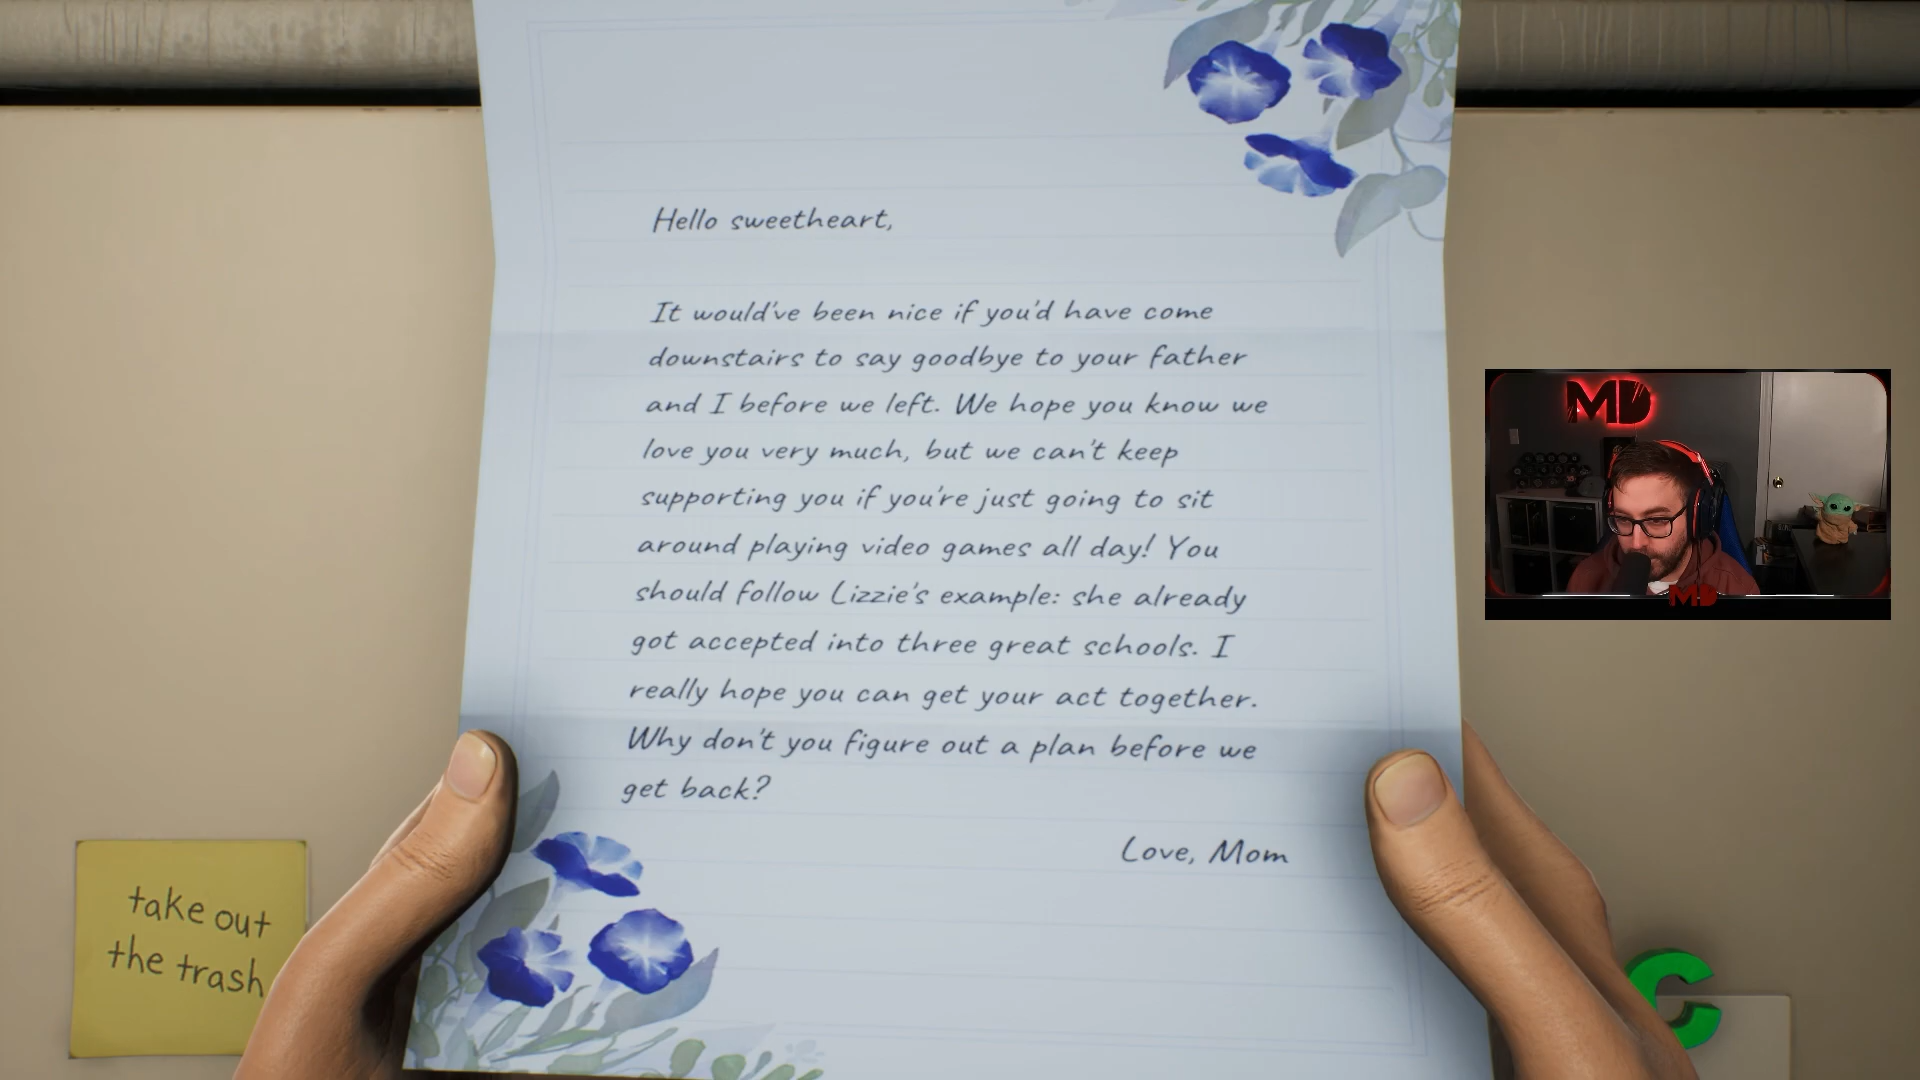 Hello sweetheart,
It would've been nice if you'd have come
downstairs to say goodbye to your father
and I before we left. We hope you know we
love you very much, but we can't keep
supporting you if you're just going to sit
around playing video games all day! You
should follow Lizzie's example: she already
got accepted into three great schools. I
really hope you can get your act together.
Why don't you figure out a plan before we
get back?
Love, Mom
take out
the trash
C
MD
MD